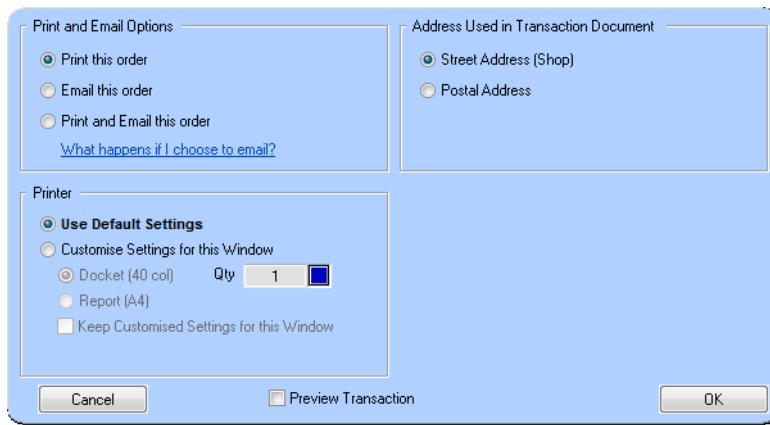 Print and Email Options
Print this order
Email this order
Print and Email this order
What happens if I choose to email?
Address Used in Transaction Document
Street Address (Shop)
Postal Address
Printer
Use Default Settings
Customise Settings for this Window
Docket (40 col) Qty 1
Report (A4)
Keep Customised Settings for this Window
Cancel Preview Transaction OK